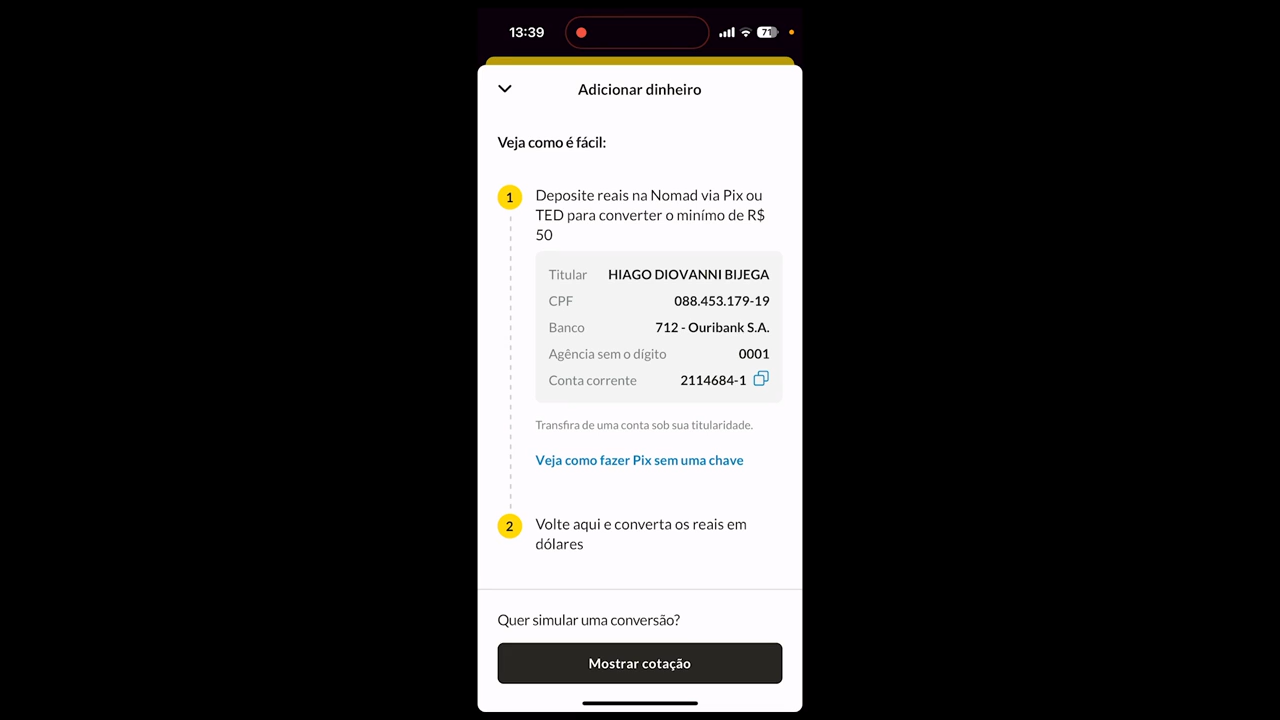 13:39
71
Adicionar dinheiro
Veja como é fácil:
1
Deposite reais na Nomad via Pix ou
TED para converter o minímo de R$
50
Titular HIAGO DIOVANNI BIJEGA
CPF 088.453.179-19
Banco 712 - Ouribank S.A.
Agência sem o dígito 0001
Conta corrente 2114684-1
Transfira de uma conta sob sua titularidade.
Veja como fazer Pix sem uma chave
2
Volte aqui e converta os reais em
dólares
Quer simular uma conversão?
Mostrar cotação